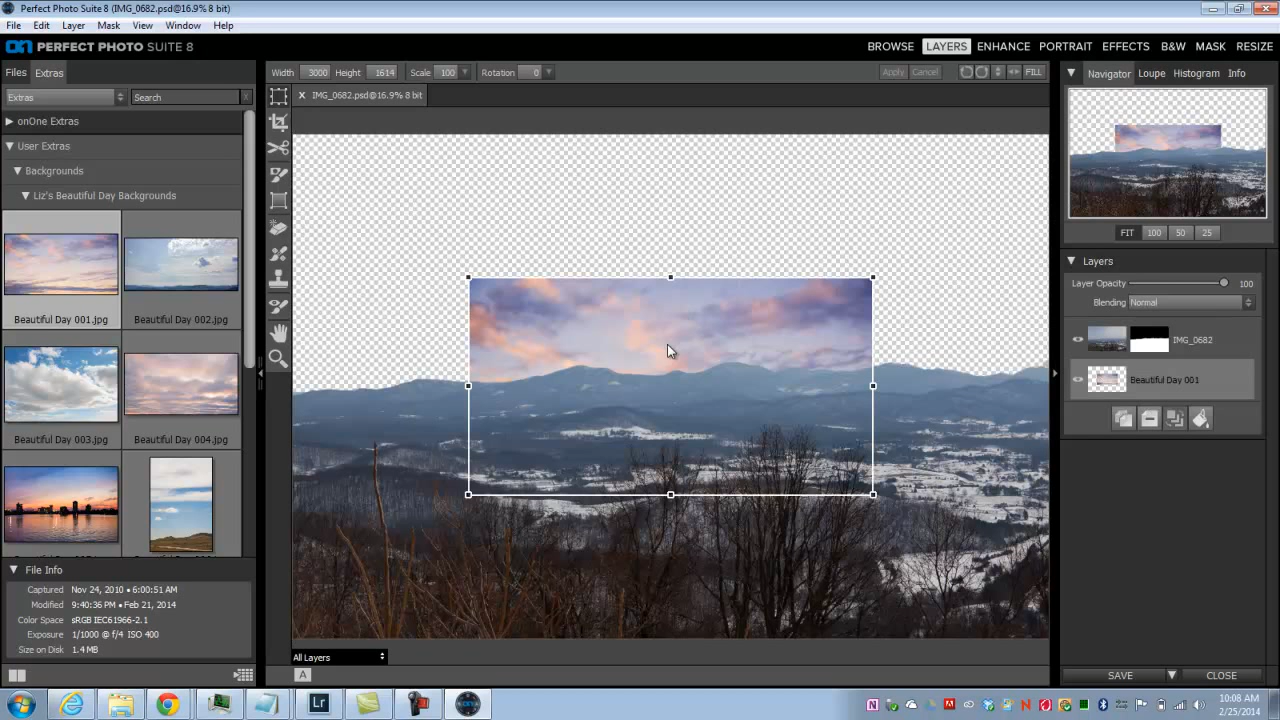 Perfect Photo Suite 8 (IMG_0682.psd@16.9% 8 bit)
File Edit Layer Mask View Window Help
on PERFECT PHOTO SUITE 8
BROWSE LAYERS ENHANCE PORTRAIT EFFECTS B&W MASK RESIZE
Files Extras
Width 3000 Height 1614 Scale 100 Rotation 0 Apply Cancel FILL
Navigator Loupe Histogram Info
Extras Search x
X IMG_0682.psd@16.9% 8 bit
onOne Extras
User Extras
Backgrounds
Liz's Beautiful Day Backgrounds
Beautiful Day 001.jpg Beautiful Day 002.jpg
Beautiful Day 003.jpg Beautiful Day 004.jpg
FIT 100 50 25
Layers
Layer Opacity 100
Blending Normal
IMG_0682
Beautiful Day 001
File Info
Captured Nov 24, 2010 • 6:00:51 AM
Modified 9:40:36 PM • Feb 21, 2014
Color Space sRGB IEC61966-2.1
Exposure 1/1000 @ f/4 ISO 400
Size on Disk 1.4 MB
All Layers
A
SAVE CLOSE
Lr
on
N
10:08 AM
2/25/2014